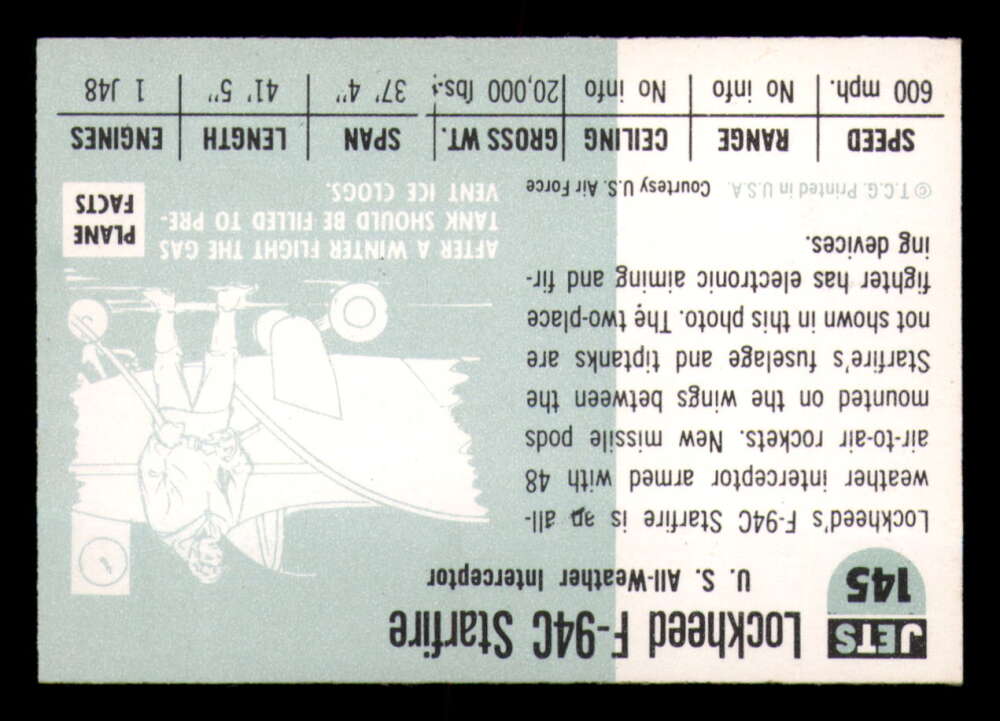 JETS
145
Lockheed F-94C Starfire
U. S. All-Weather Interceptor
Lockheed's F-94C Starfire is an all-
weather interceptor armed with 48
air-to-air rockets. New missile pods
mounted on the wings between the
Starfire's fuselage and tiptanks are
not shown in this photo. The two-place
fighter has electronic aiming and fir-
ing devices.
© T.C.G. Printed in U.S.A. Courtesy U.S. Air Force
PLANE
FACTS
AFTER A WINTER FLIGHT THE GAS
TANK SHOULD BE FILLED TO PRE-
VENT ICE CLOGS.
SPEED RANGE CEILING GROSS WT. SPAN LENGTH ENGINES
600 mph. No info No info 20,000 lbs. 37' 4" 41' 5" 1 J48